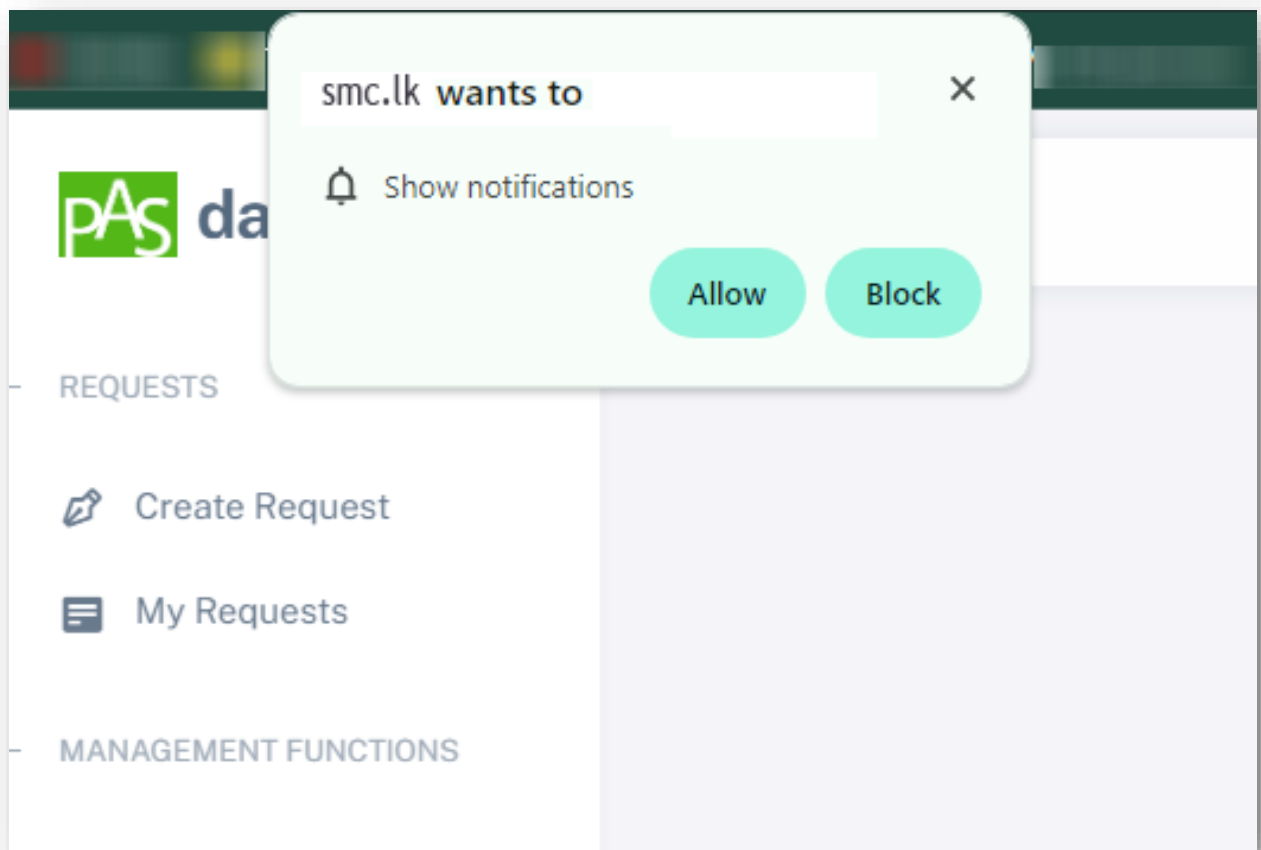 smc.lk wants to
Show notifications
Allow Block
pAs da
REQUESTS
Create Request
My Requests
MANAGEMENT FUNCTIONS